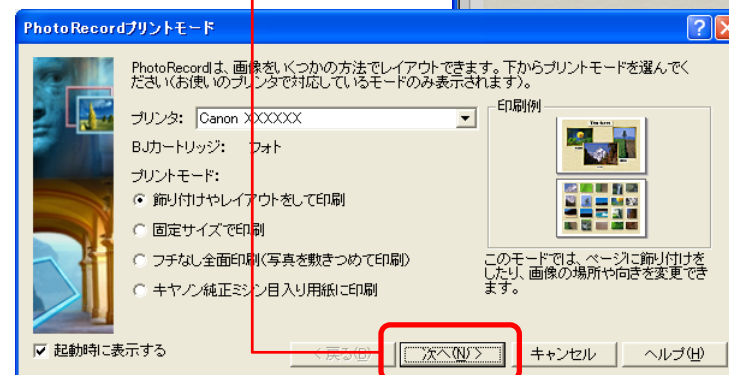 PhotoRecordプリントモード
PhotoRecordは、画像をいくつかの方法でレイアウトできます。下からプリントモードを選んでく
ださい(お使いのプリンタで対応しているモードのみ表示されます)。
プリンタ: Canon XXXXXX
BJカートリッジ: フォト
プリントモード:
飾り付けやレイアウトをして印刷
固定サイズで印刷
フチなし全面印刷(写真を敷きつめて印刷)
キヤノン純正ミシン目入り用紙に印刷
印刷例
このモードでは、ページに飾り付けを
したり、画像の場所や向きを変更でき
ます。
起動時に表示する
< 戻る(B) 次へ(N) > キャンセル ヘルプ(H)